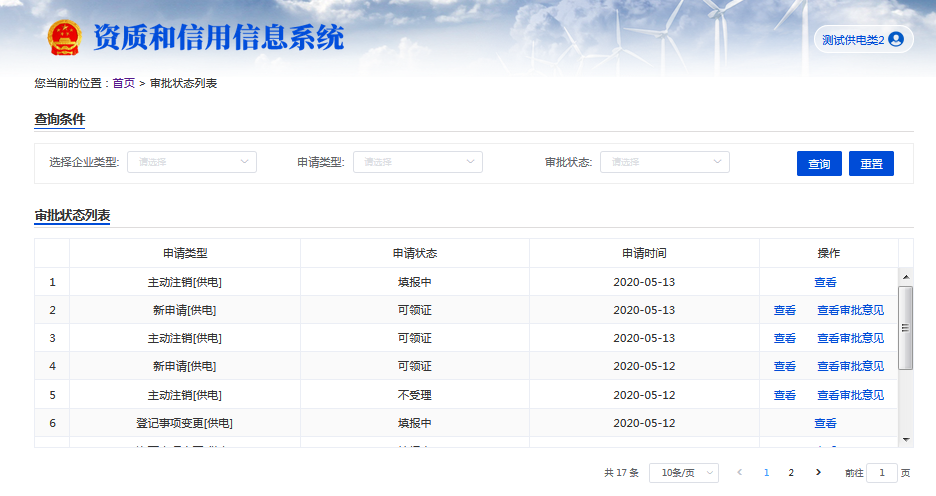 资质和信用信息系统
测试供电类2
您当前的位置：首页 > 审批状态列表
查询条件
选择企业类型: 请选择 申请类型: 请选择 审批状态: 请选择 查询 重置
审批状态列表
申请类型 申请状态 申请时间 操作
1 主动注销[供电] 填报中 2020-05-13 查看
2 新申请[供电] 可领证 2020-05-13 查看 查看审批意见
3 主动注销[供电] 可领证 2020-05-13 查看 查看审批意见
4 新申请[供电] 可领证 2020-05-12 查看 查看审批意见
5 主动注销[供电] 不受理 2020-05-12 查看 查看审批意见
6 登记事项变更[供电] 填报中 2020-05-12 查看
共 17 条 10条/页 1 2 前往 1 页